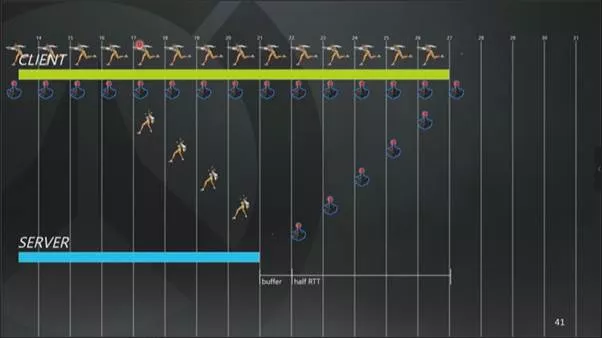 14 15 16 17 18 19 20 21 22 23 24 25 26 27 28 29 30 31
CLIENT
SERVER
buffer half RTT
41